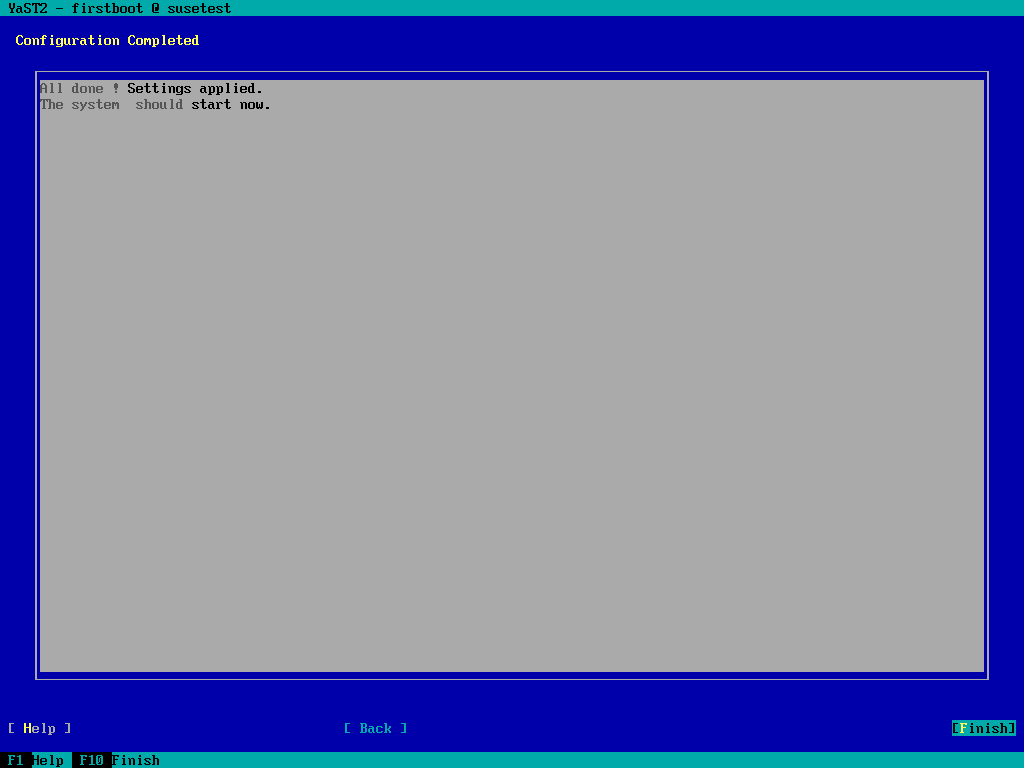 YaST2 - firstboot @ susetest
Configuration Completed
All done ! Settings applied.
The system  should start now.
[ Help ] [ Back ] [Finish]
F1 Help F10 Finish